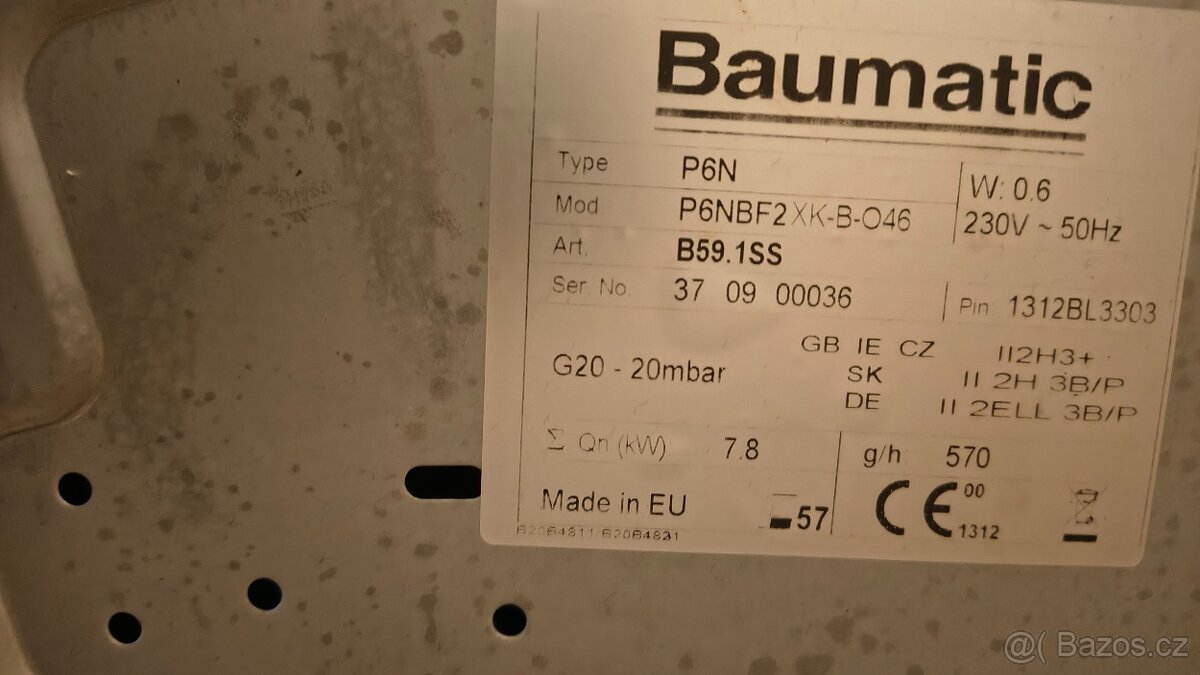 Baumatic
Type P6N
W: 0.6
Mod P6NBF2XK-B-O46
230V ~ 50Hz
Art. B59.1SS
Ser. No 37 09 00036
Pin 1312BL3303
GB IE CZ II2H3+
G20 - 20mbar
SK II 2H 3B/P
DE II 2ELL 3B/P
Σ Qn (kW) 7.8
g/h 570
Made in EU
57
CE 00
1312
@( Bazos.cz